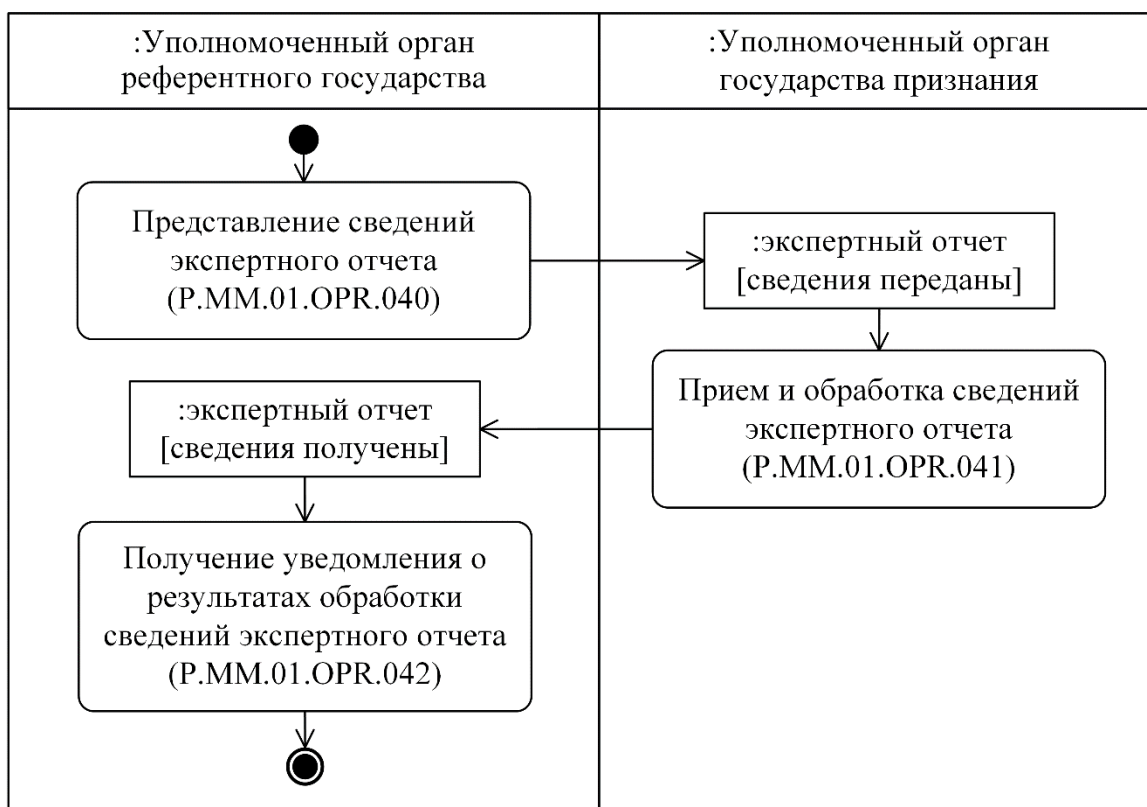 :Уполномоченный орган
референтного государства
:Уполномоченный орган
государства признания
Представление сведений
экспертного отчета
(P.MM.01.OPR.040)
:экспертный отчет
[сведения переданы]
Прием и обработка сведений
экспертного отчета
(P.MM.01.OPR.041)
:экспертный отчет
[сведения получены]
Получение уведомления о
результатах обработки
сведений экспертного отчета
(P.MM.01.OPR.042)